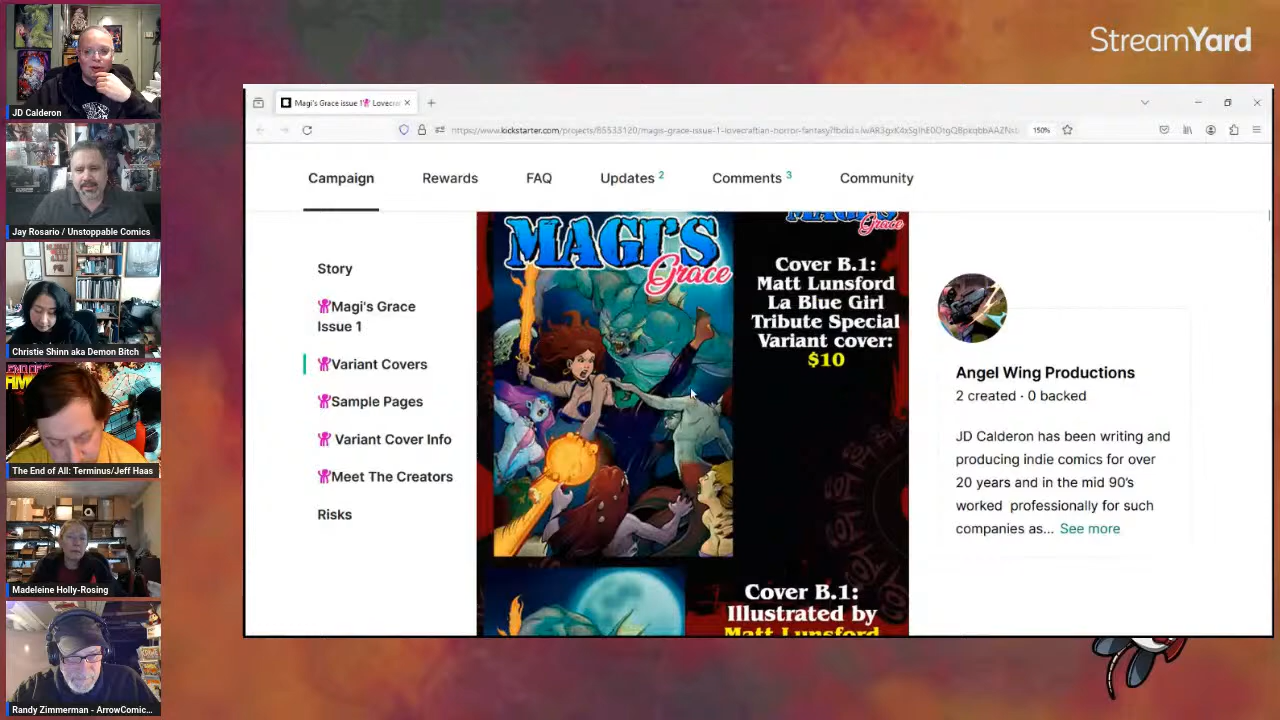 StreamYard
JD Calderon
Jay Rosario / Unstoppable Comics
Christie Shinn aka Demon Bitch
The End of All: Terminus/Jeff Haas
Madeleine Holly-Rosing
Randy Zimmerman - ArrowComic...
Magi's Grace issue 1
150%
Campaign
Rewards
FAQ
Updates 2
Comments 3
Community
Story
Magi's Grace
Issue 1
Variant Covers
Sample Pages
Variant Cover Info
Meet The Creators
Risks
MAGI'S
Grace
Grace
Cover B.1:
Matt Lunsford
La Blue Girl
Tribute Special
Variant cover:
$10
Cover B.1:
Illustrated by
Matt Lunsford
Angel Wing Productions
2 created · 0 backed
JD Calderon has been writing and
producing indie comics for over
20 years and in the mid 90's
worked professionally for such
companies as... See more